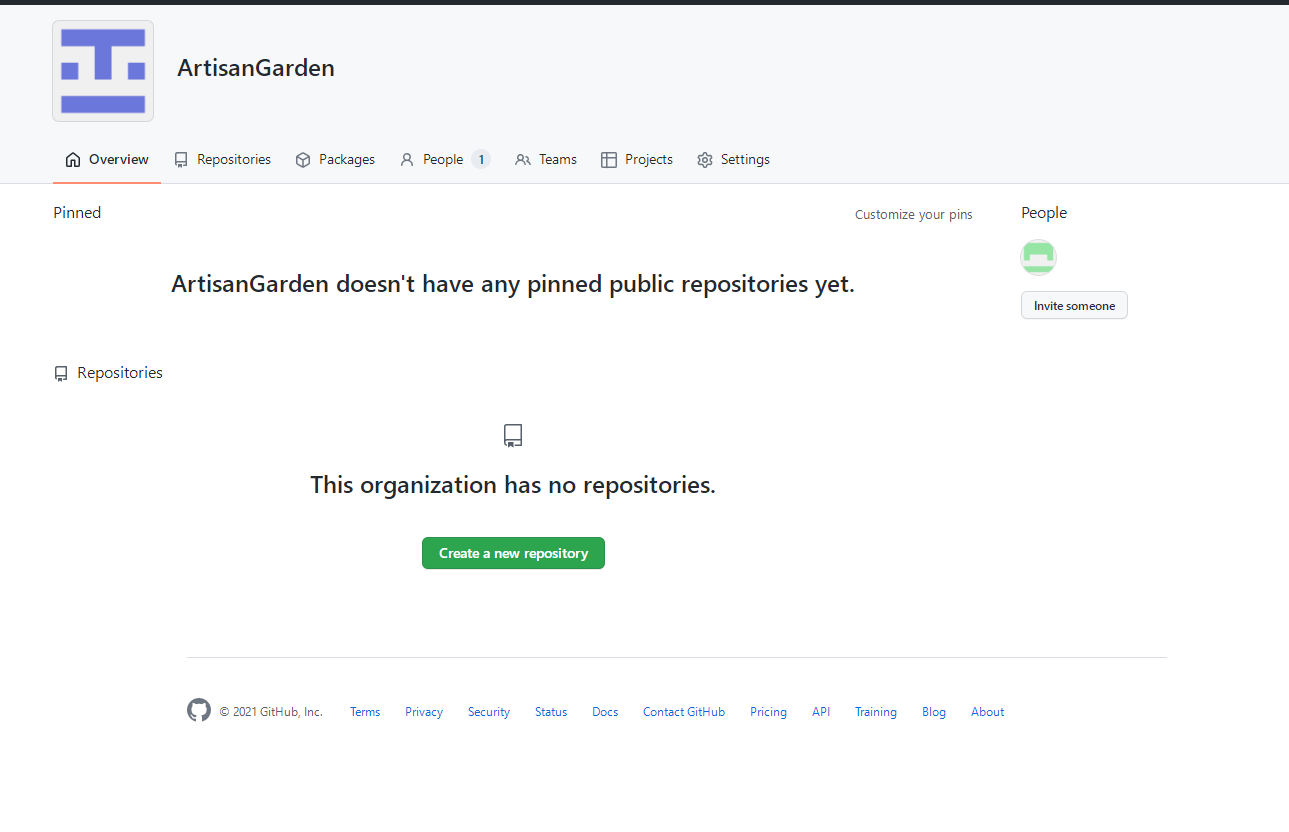 ArtisanGarden
Overview Repositories Packages People 1 Teams Projects Settings
Pinned
Customize your pins
ArtisanGarden doesn't have any pinned public repositories yet.
People
Invite someone
Repositories
This organization has no repositories.
Create a new repository
© 2021 GitHub, Inc. Terms Privacy Security Status Docs Contact GitHub Pricing API Training Blog About